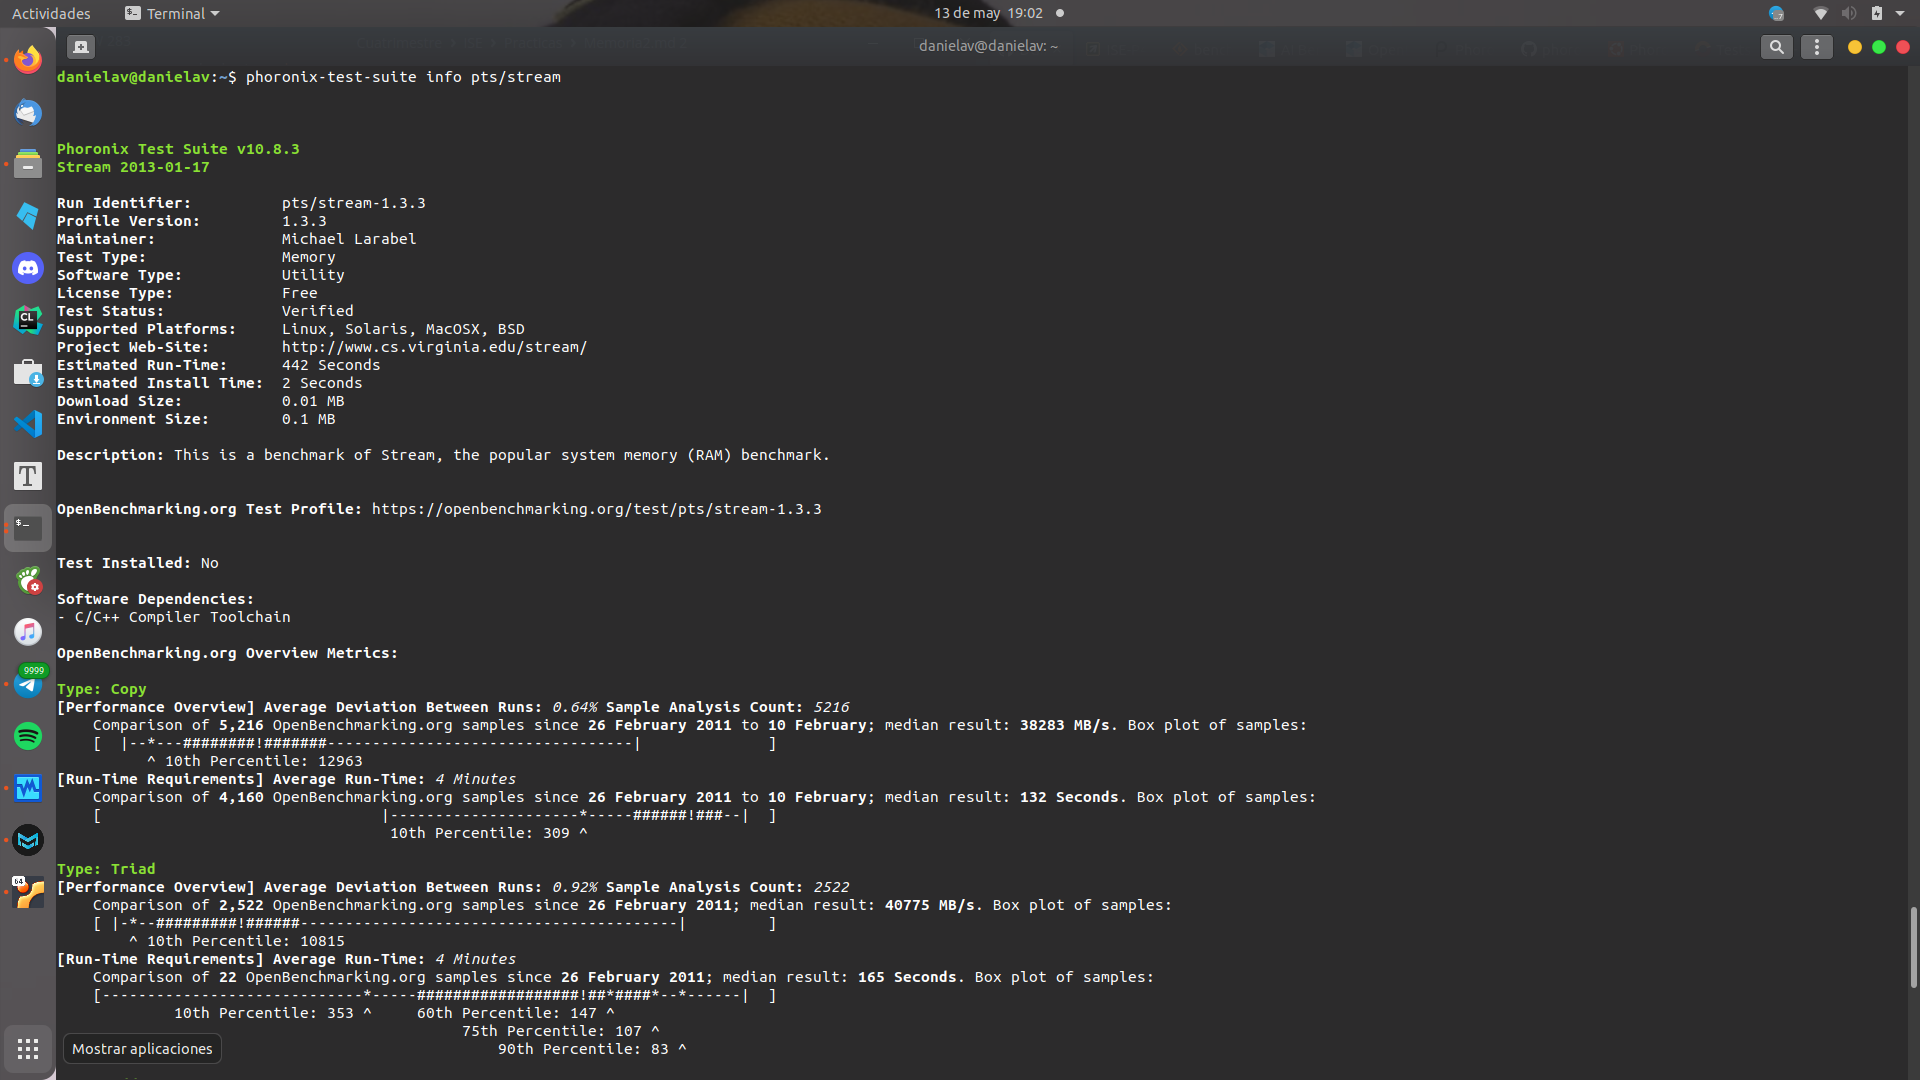 Actividades
Terminal
13 de may 19:02
danielav@danielav: ~
danielav@danielav:~$ phoronix-test-suite info pts/stream
Phoronix Test Suite v10.8.3
Stream 2013-01-17
Run Identifier: pts/stream-1.3.3
Profile Version: 1.3.3
Maintainer: Michael Larabel
Test Type: Memory
Software Type: Utility
License Type: Free
Test Status: Verified
Supported Platforms: Linux, Solaris, MacOSX, BSD
Project Web-Site: http://www.cs.virginia.edu/stream/
Estimated Run-Time: 442 Seconds
Estimated Install Time: 2 Seconds
Download Size: 0.01 MB
Environment Size: 0.1 MB
Description: This is a benchmark of Stream, the popular system memory (RAM) benchmark.
OpenBenchmarking.org Test Profile: https://openbenchmarking.org/test/pts/stream-1.3.3
Test Installed: No
Software Dependencies:
- C/C++ Compiler Toolchain
OpenBenchmarking.org Overview Metrics:
Type: Copy
[Performance Overview] Average Deviation Between Runs: 0.64% Sample Analysis Count: 5216
Comparison of 5,216 OpenBenchmarking.org samples since 26 February 2011 to 10 February; median result: 38283 MB/s. Box plot of samples:
[  |--*---########!#######----------------------------------|              ]
^ 10th Percentile: 12963
[Run-Time Requirements] Average Run-Time: 4 Minutes
Comparison of 4,160 OpenBenchmarking.org samples since 26 February 2011 to 10 February; median result: 132 Seconds. Box plot of samples:
[                               |---------------------*-----######!###--|  ]
10th Percentile: 309 ^
Type: Triad
[Performance Overview] Average Deviation Between Runs: 0.92% Sample Analysis Count: 2522
Comparison of 2,522 OpenBenchmarking.org samples since 26 February 2011; median result: 40775 MB/s. Box plot of samples:
[ |-*--#########!######------------------------------------------|         ]
^ 10th Percentile: 10815
[Run-Time Requirements] Average Run-Time: 4 Minutes
Comparison of 22 OpenBenchmarking.org samples since 26 February 2011; median result: 165 Seconds. Box plot of samples:
[-----------------------------*-----##################!##*####*--*------|  ]
10th Percentile: 353 ^     60th Percentile: 147 ^
75th Percentile: 107 ^
90th Percentile: 83 ^
CL
T
$_
9999
64
Mostrar aplicaciones